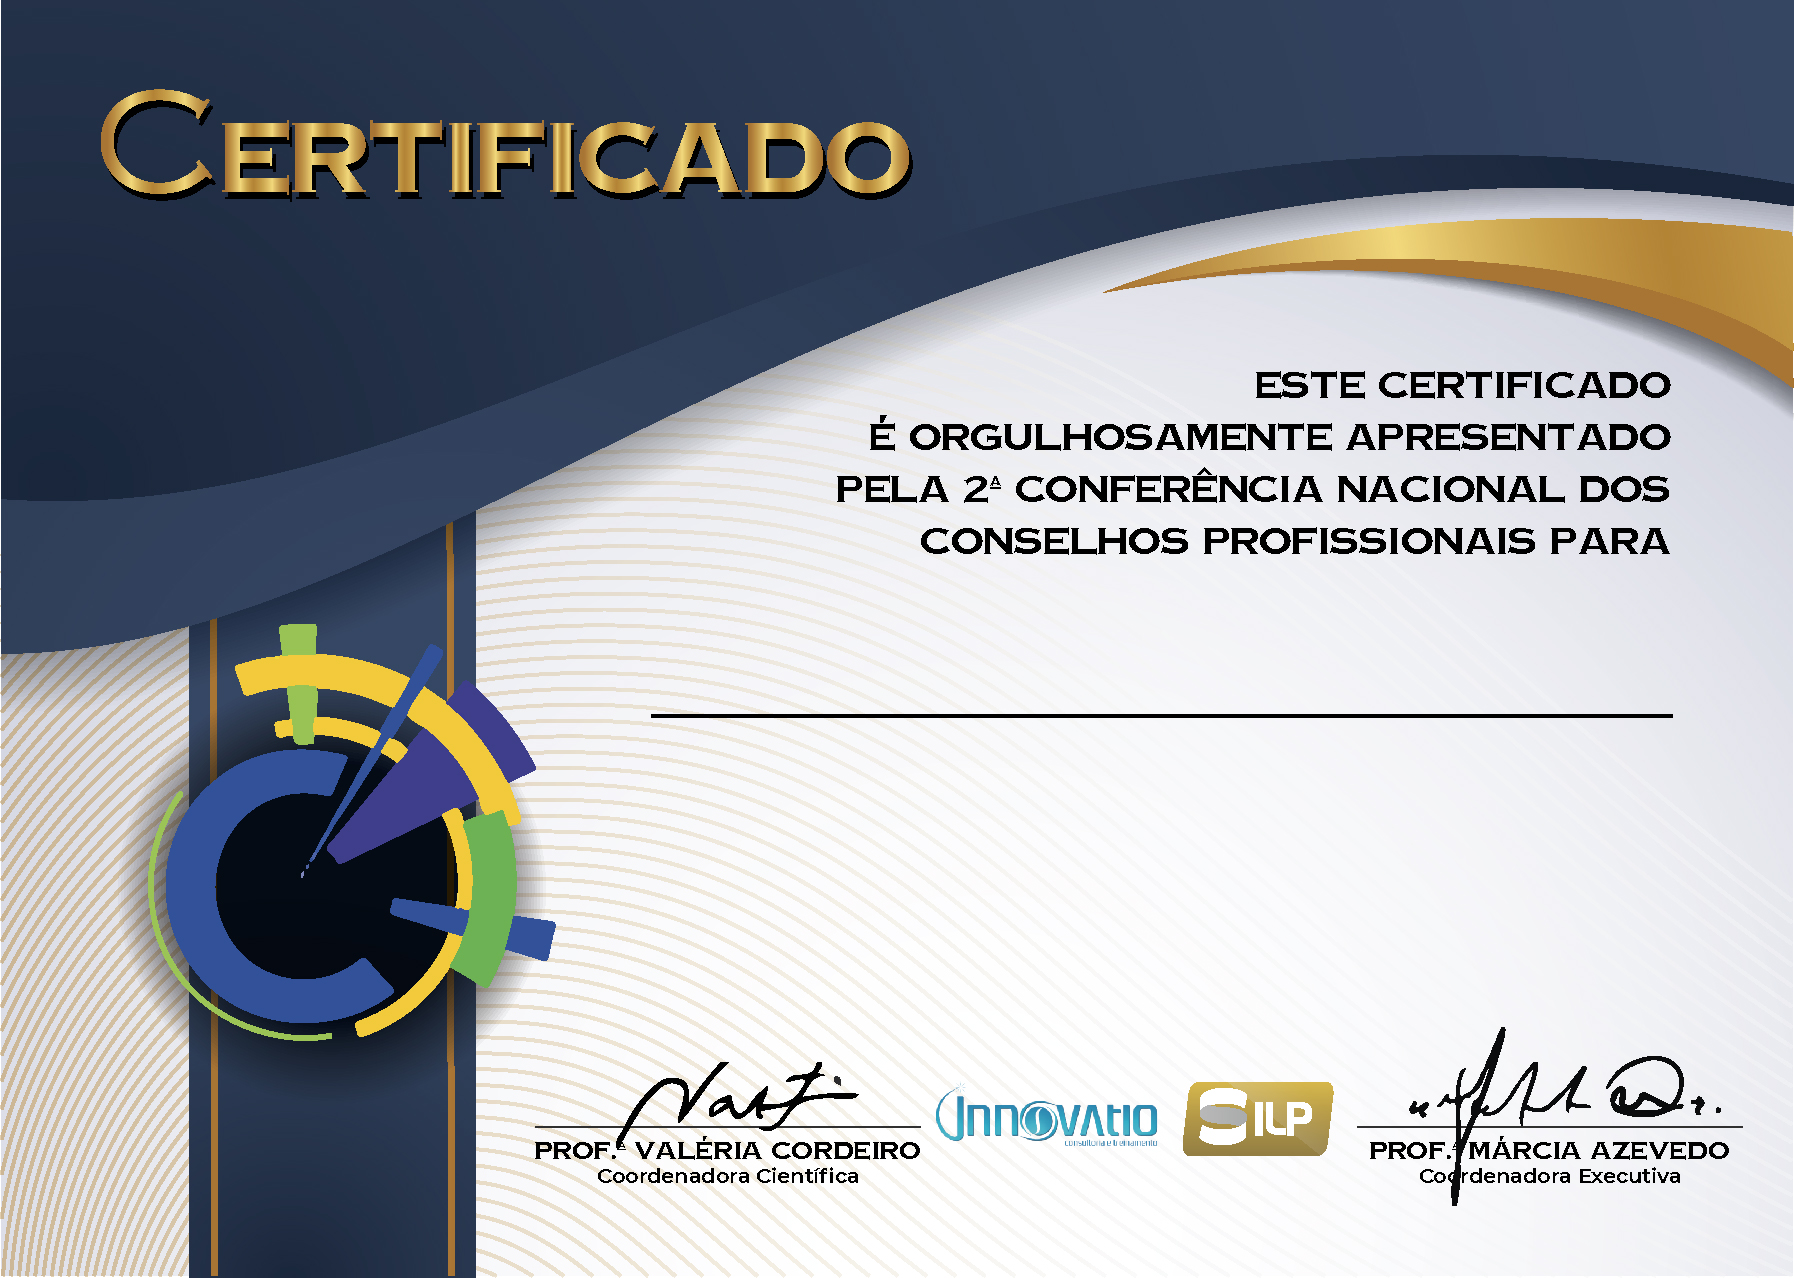 CERTIFICADO
ESTE CERTIFICADO
É ORGULHOSAMENTE APRESENTADO
PELA 2ª CONFERÊNCIA NACIONAL DOS
CONSELHOS PROFISSIONAIS PARA
PROF.ª VALÉRIA CORDEIRO
Coordenadora Científica
Innovatio
consultoria e treinamento
SILP
PROF.ª MÁRCIA AZEVEDO
Coordenadora Executiva